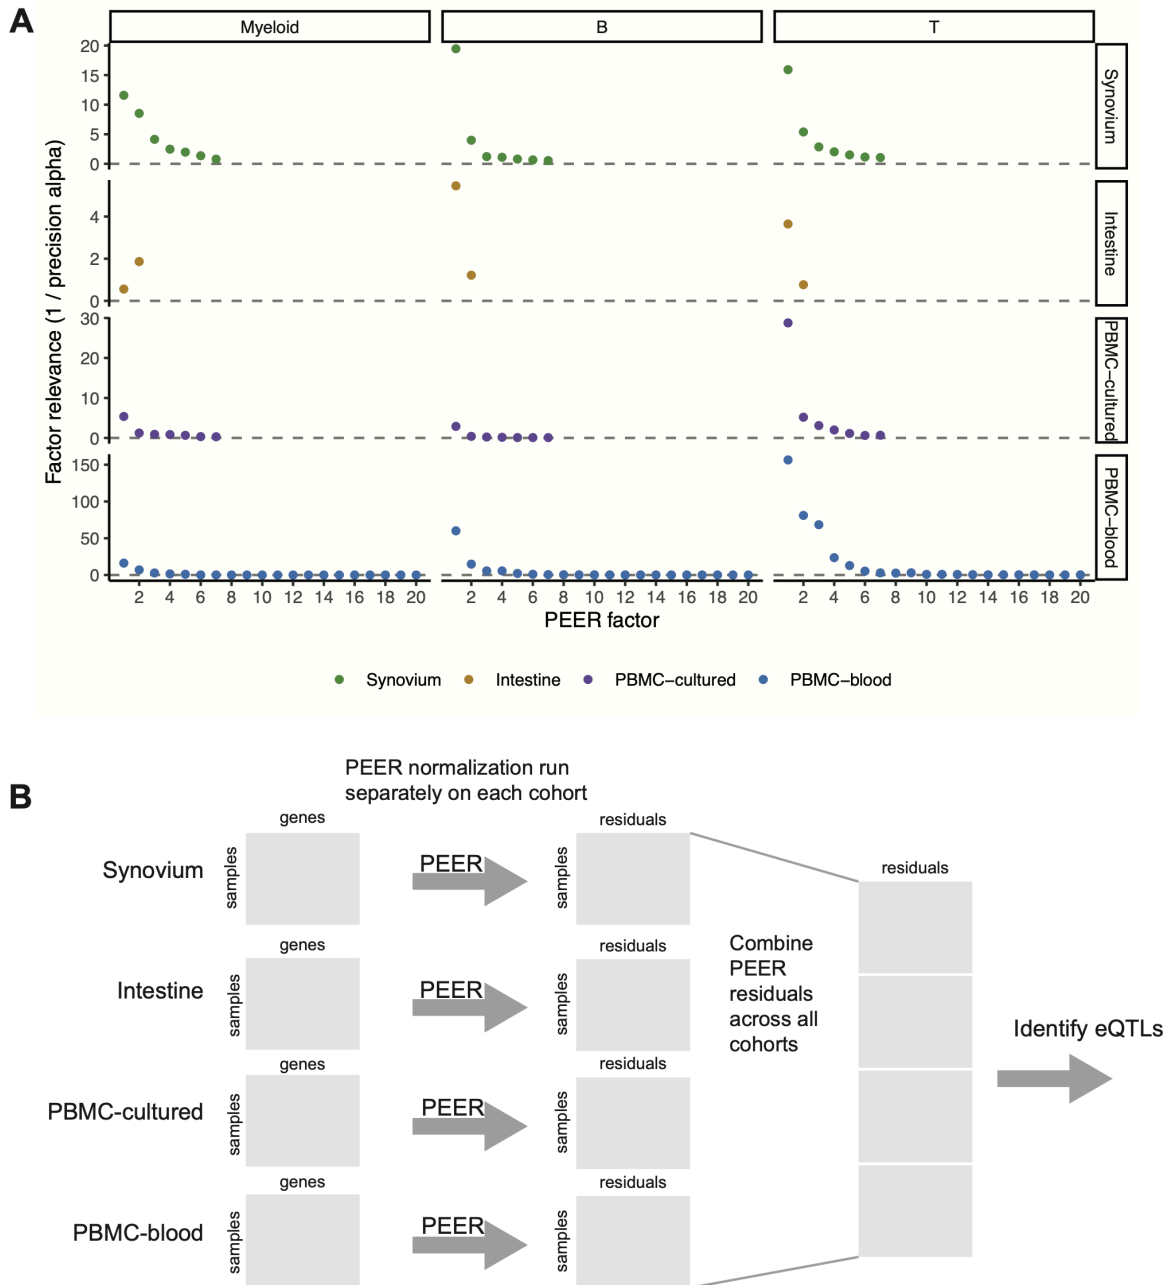 A
Myeloid
B
T
20
15
10
5
0
Synovium
4
2
0
Intestine
30
20
10
0
PBMC−cultured
150
100
50
0
PBMC−blood
Factor relevance (1 / precision alpha)
2 4 6 8 10 12 14 16 18 20
2 4 6 8 10 12 14 16 18 20
2 4 6 8 10 12 14 16 18 20
PEER factor
Synovium
Intestine
PBMC−cultured
PBMC−blood
B
PEER normalization run
separately on each cohort
genes
residuals
Synovium
samples
PEER
samples
genes
residuals
Intestine
samples
PEER
samples
genes
residuals
PBMC-cultured
samples
PEER
samples
genes
residuals
PBMC-blood
samples
PEER
samples
Combine
PEER
residuals
across all
cohorts
residuals
Identify eQTLs